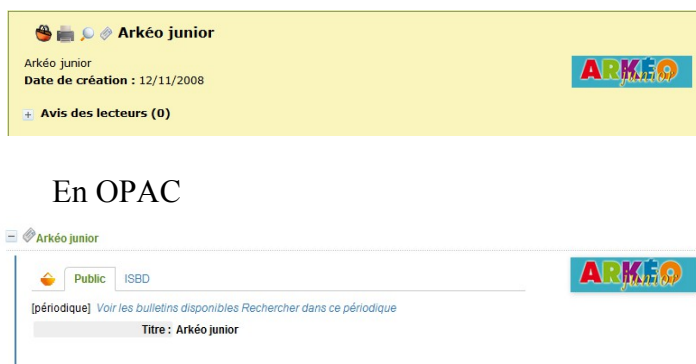 Arkéo junior
Arkéo junior
ARKÉO junior
Date de création : 12/11/2008
Avis des lecteurs (0)
En OPAC
Arkéo junior
ARKÉO junior
Public ISBD
[périodique] Voir les bulletins disponibles Rechercher dans ce périodique
Titre : Arkéo junior